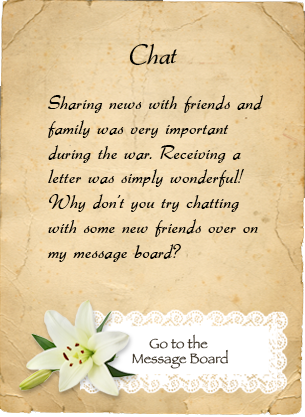 Chat
Sharing news with friends and
family was very important
during the war. Receiving a
letter was simply wonderful!
Why don't you try chatting
with some new friends over on
my message board?
Go to the
Message Board